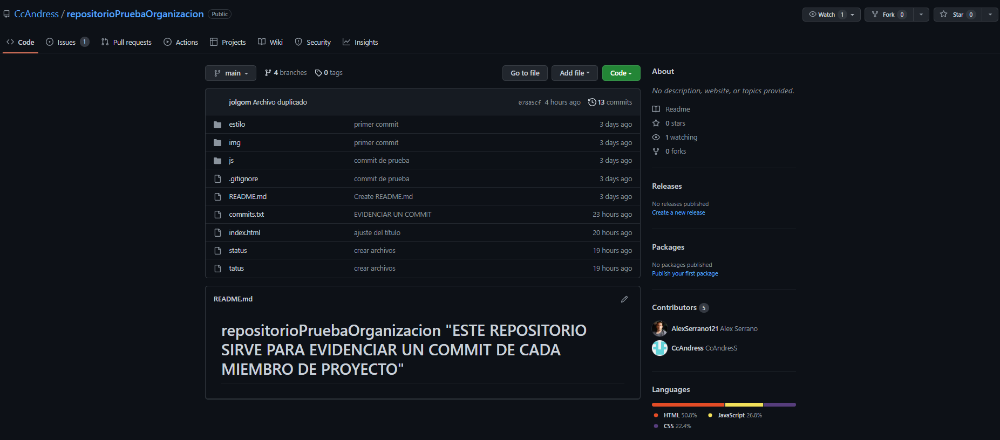 CcAndress / repositorioPruebaOrganizacion Public
Watch 1 Fork 0 Star 0
Code Issues 1 Pull requests Actions Projects Wiki Security Insights
main 4 branches 0 tags Go to file Add file Code
jolgom Archivo duplicado 078a5cf 4 hours ago 13 commits
estilo primer commit 3 days ago
img primer commit 3 days ago
js commit de prueba 3 days ago
.gitignore commit de prueba 3 days ago
README.md Create README.md 3 days ago
commits.txt EVIDENCIAR UN COMMIT 23 hours ago
index.html ajuste del título 20 hours ago
status crear archivos 19 hours ago
tatus crear archivos 19 hours ago
README.md
repositorioPruebaOrganizacion "ESTE REPOSITORIO
SIRVE PARA EVIDENCIAR UN COMMIT DE CADA
MIEMBRO DE PROYECTO"
About
No description, website, or topics provided.
Readme
0 stars
1 watching
0 forks
Releases
No releases published
Create a new release
Packages
No packages published
Publish your first package
Contributors 5
AlexSerrano121 Alex Serrano
CcAndress CcAndresS
Languages
HTML 50.8% JavaScript 26.8%
CSS 22.4%